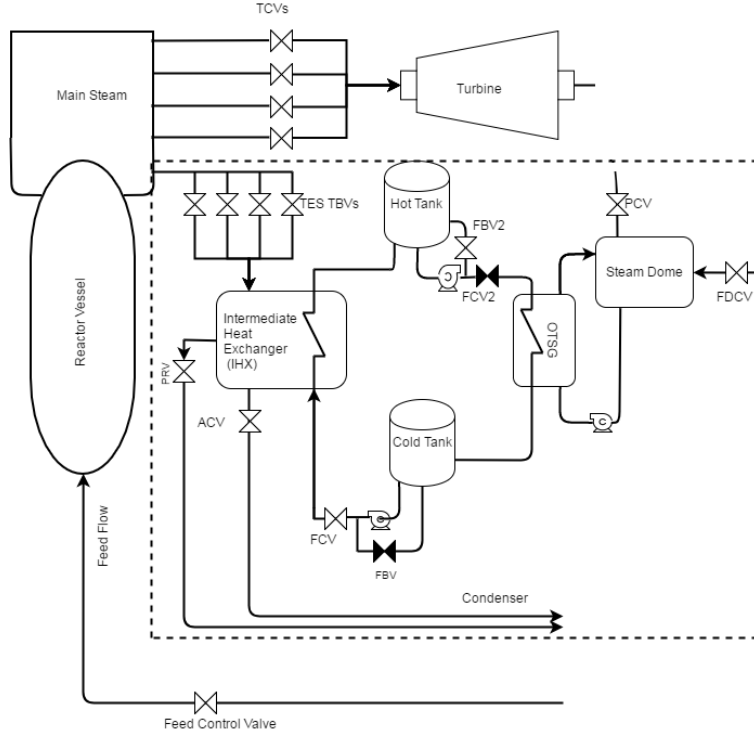 TCVs
Main Steam
Turbine
TES TBVs
Hot Tank
FBV2
PCV
Steam Dome
FCV2
FDCV
Intermediate
Heat
Exchanger
(IHX)
OTSG
PRV
ACV
Reactor Vessel
Cold Tank
C
C
FCV
FBV
Feed Flow
Condenser
Feed Control Valve